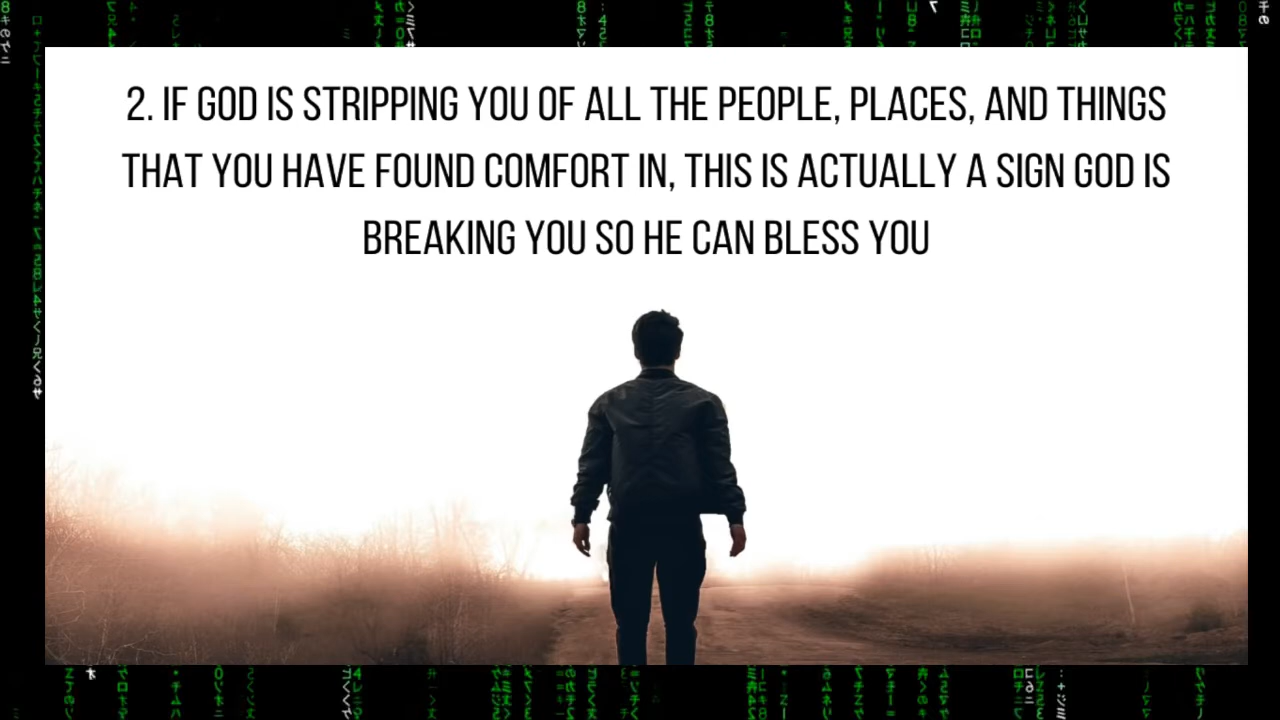 2. IF GOD IS STRIPPING YOU OF ALL THE PEOPLE, PLACES, AND THINGS
THAT YOU HAVE FOUND COMFORT IN, THIS IS ACTUALLY A SIGN GOD IS
BREAKING YOU SO HE CAN BLESS YOU